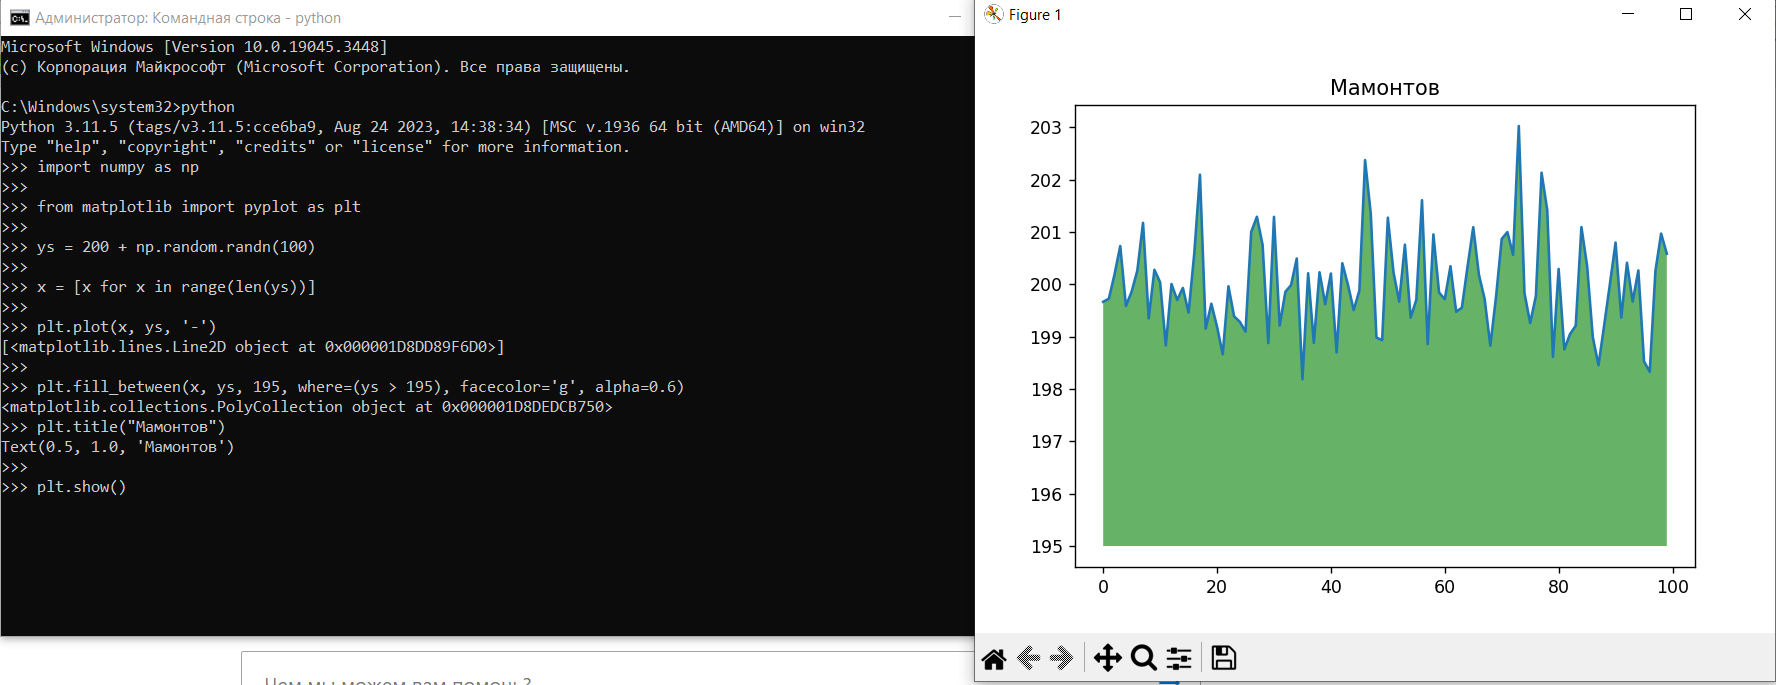 Администратор: Командная строка - python
Microsoft Windows [Version 10.0.19045.3448]
(c) Корпорация Майкрософт (Microsoft Corporation). Все права защищены.
C:\Windows\system32>python
Python 3.11.5 (tags/v3.11.5:cce6ba9, Aug 24 2023, 14:38:34) [MSC v.1936 64 bit (AMD64)] on win32
Type "help", "copyright", "credits" or "license" for more information.
>>> import numpy as np
>>>
>>> from matplotlib import pyplot as plt
>>>
>>> ys = 200 + np.random.randn(100)
>>>
>>> x = [x for x in range(len(ys))]
>>>
>>> plt.plot(x, ys, '-')
[<matplotlib.lines.Line2D object at 0x000001D8DD89F6D0>]
>>>
>>> plt.fill_between(x, ys, 195, where=(ys > 195), facecolor='g', alpha=0.6)
<matplotlib.collections.PolyCollection object at 0x000001D8DEDCB750>
>>> plt.title("Мамонтов")
Text(0.5, 1.0, 'Мамонтов')
>>>
>>> plt.show()
Чем мы можем вам помочь?
Figure 1
Мамонтов
203
202
201
200
199
198
197
196
195
0 20 40 60 80 100